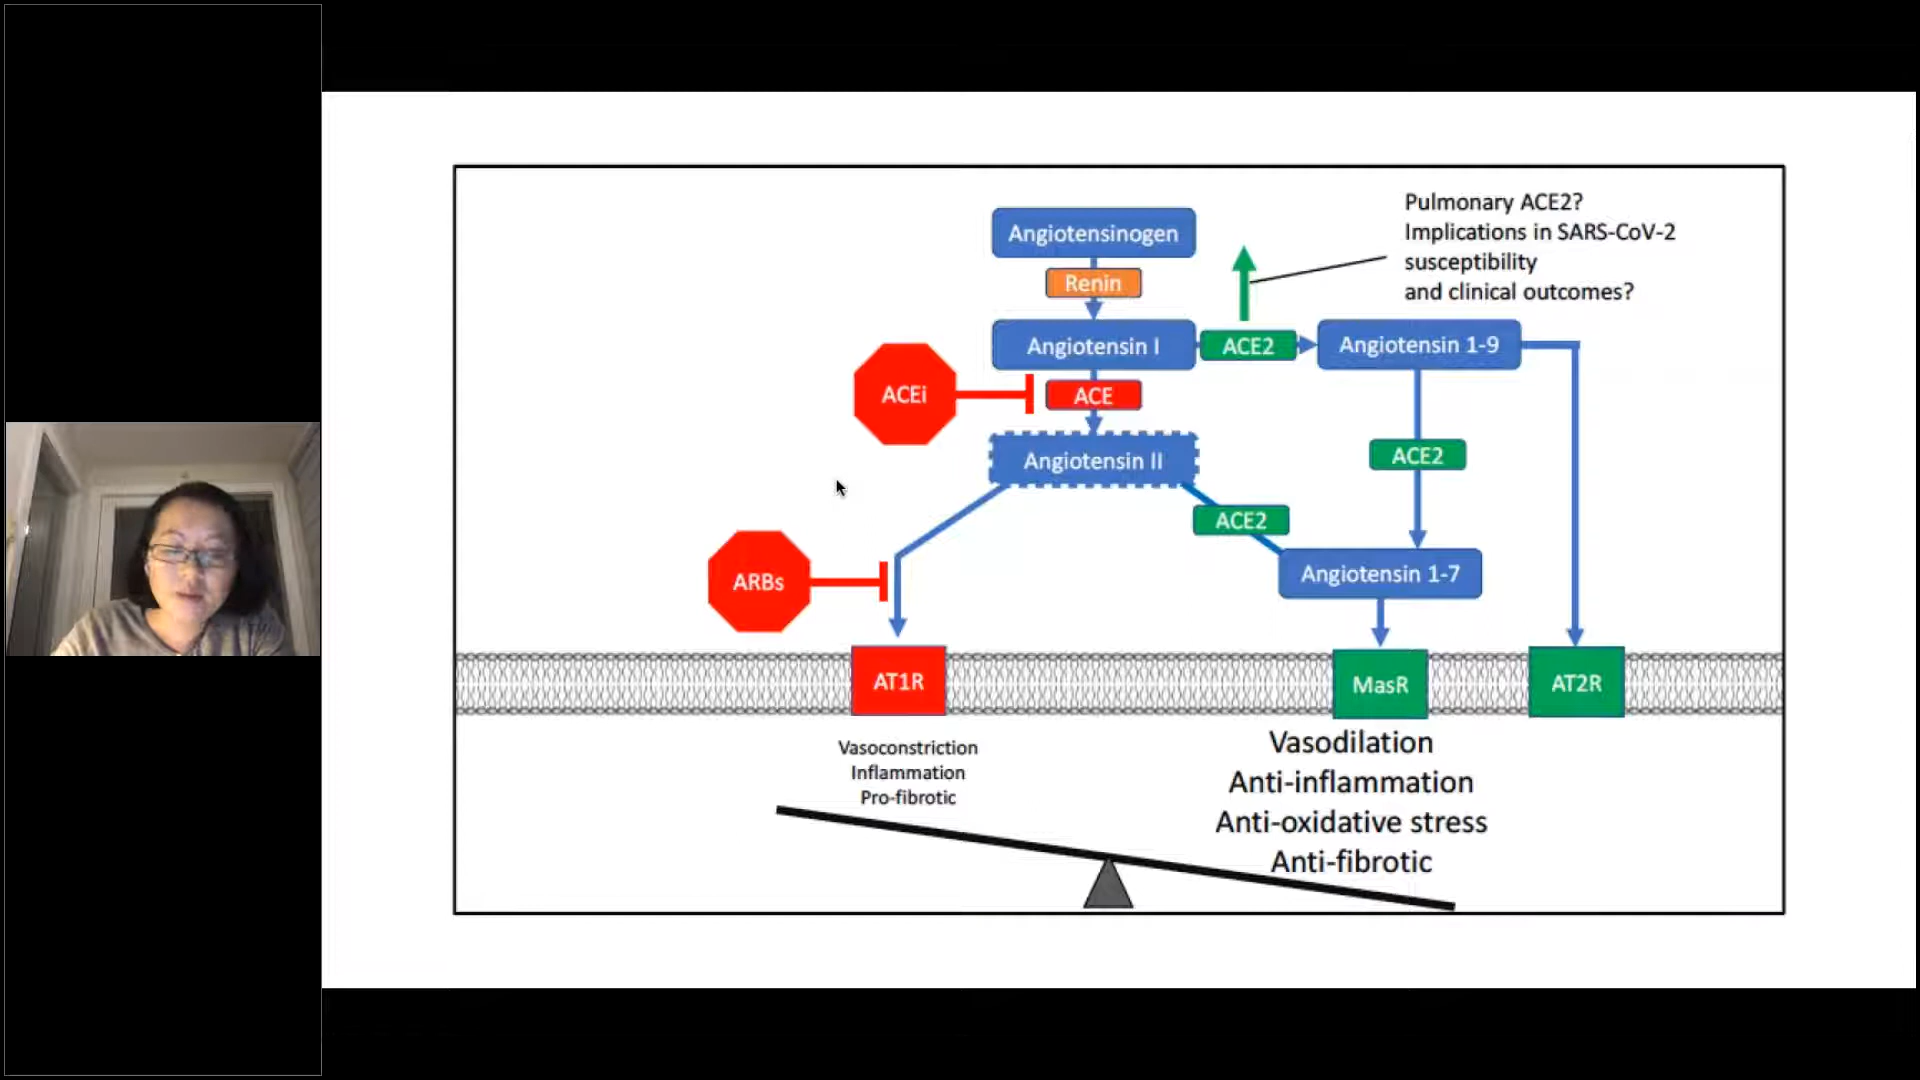 Pulmonary ACE2?
Implications in SARS-CoV-2
susceptibility
and clinical outcomes?
Angiotensinogen
Renin
Angiotensin I
ACE2
Angiotensin 1-9
ACEi
ACE
Angiotensin II
ACE2
ACE2
Angiotensin 1-7
ARBs
AT1R
MasR
AT2R
Vasoconstriction
Inflammation
Pro-fibrotic
Vasodilation
Anti-inflammation
Anti-oxidative stress
Anti-fibrotic